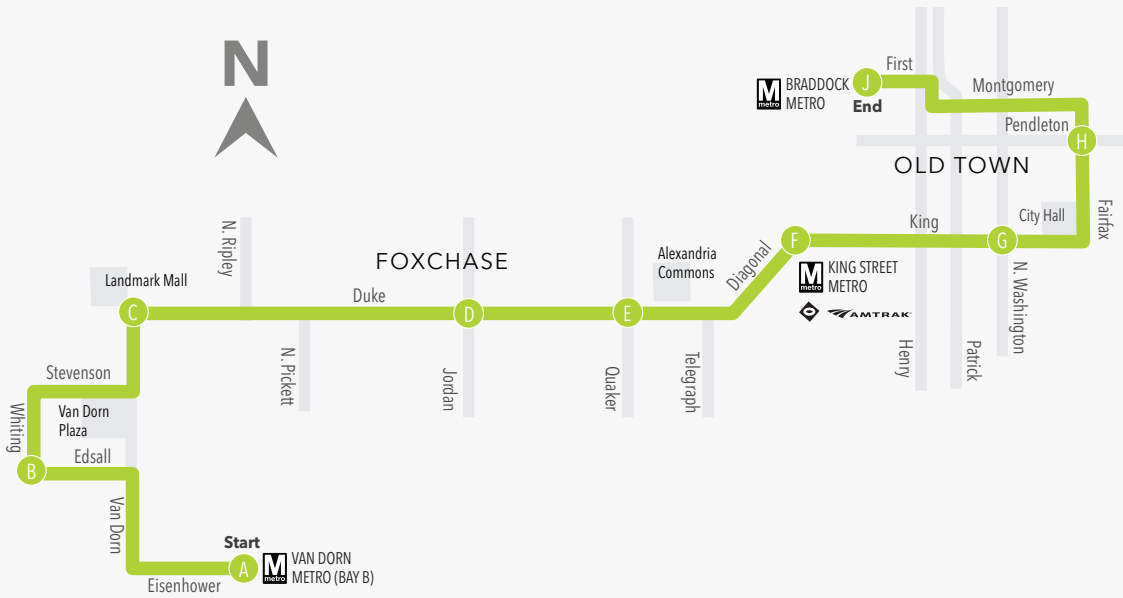 N
First
J
BRADDOCK
METRO
M
metro
End
Montgomery
Pendleton
H
OLD TOWN
Fairfax
City Hall
King
G
F
N. Washington
Diagonal
M
metro
KING STREET
METRO
AMTRAK
Henry
Patrick
Alexandria
Commons
N. Ripley
FOXCHASE
Landmark Mall
C
Duke
D
E
N. Pickett
Jordan
Quaker
Telegraph
Stevenson
Whiting
Van Dorn
Plaza
B
Edsall
Van Dorn
Start
A
M
metro
VAN DORN
METRO (BAY B)
Eisenhower